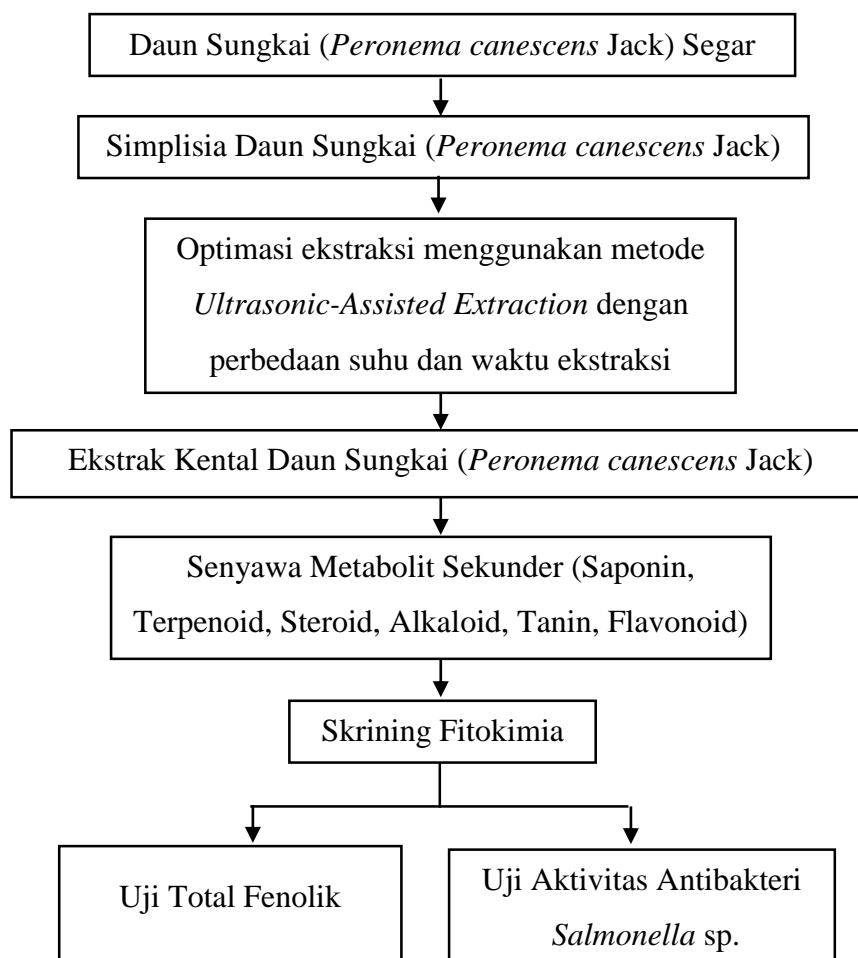 Daun Sungkai (Peronema canescens Jack) Segar
Simplisia Daun Sungkai (Peronema canescens Jack)
Optimasi ekstraksi menggunakan metode
Ultrasonic-Assisted Extraction dengan
perbedaan suhu dan waktu ekstraksi
Ekstrak Kental Daun Sungkai (Peronema canescens Jack)
Senyawa Metabolit Sekunder (Saponin,
Terpenoid, Steroid, Alkaloid, Tanin, Flavonoid)
Skrining Fitokimia
Uji Total Fenolik
Uji Aktivitas Antibakteri
Salmonella sp.